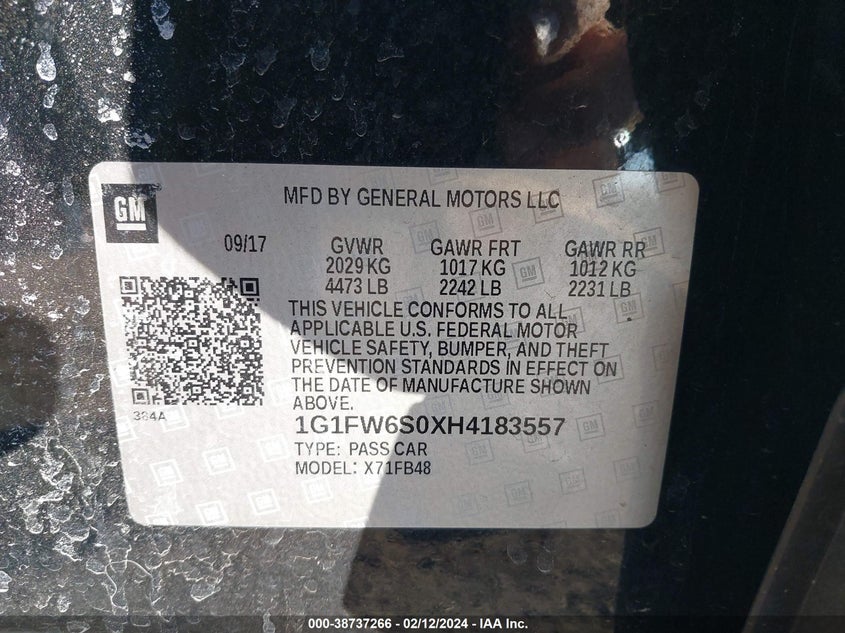 GM
MFD BY GENERAL MOTORS LLC
09/17 GVWR GAWR FRT GAWR RR
2029 KG 1017 KG 1012 KG
4473 LB 2242 LB 2231 LB
THIS VEHICLE CONFORMS TO ALL
APPLICABLE U.S. FEDERAL MOTOR
VEHICLE SAFETY, BUMPER, AND THEFT
PREVENTION STANDARDS IN EFFECT ON
THE DATE OF MANUFACTURE SHOWN
ABOVE.
384A
1G1FW6S0XH4183557
TYPE: PASS CAR
MODEL: X71FB48
000-38737266 - 02/12/2024 - IAA Inc.